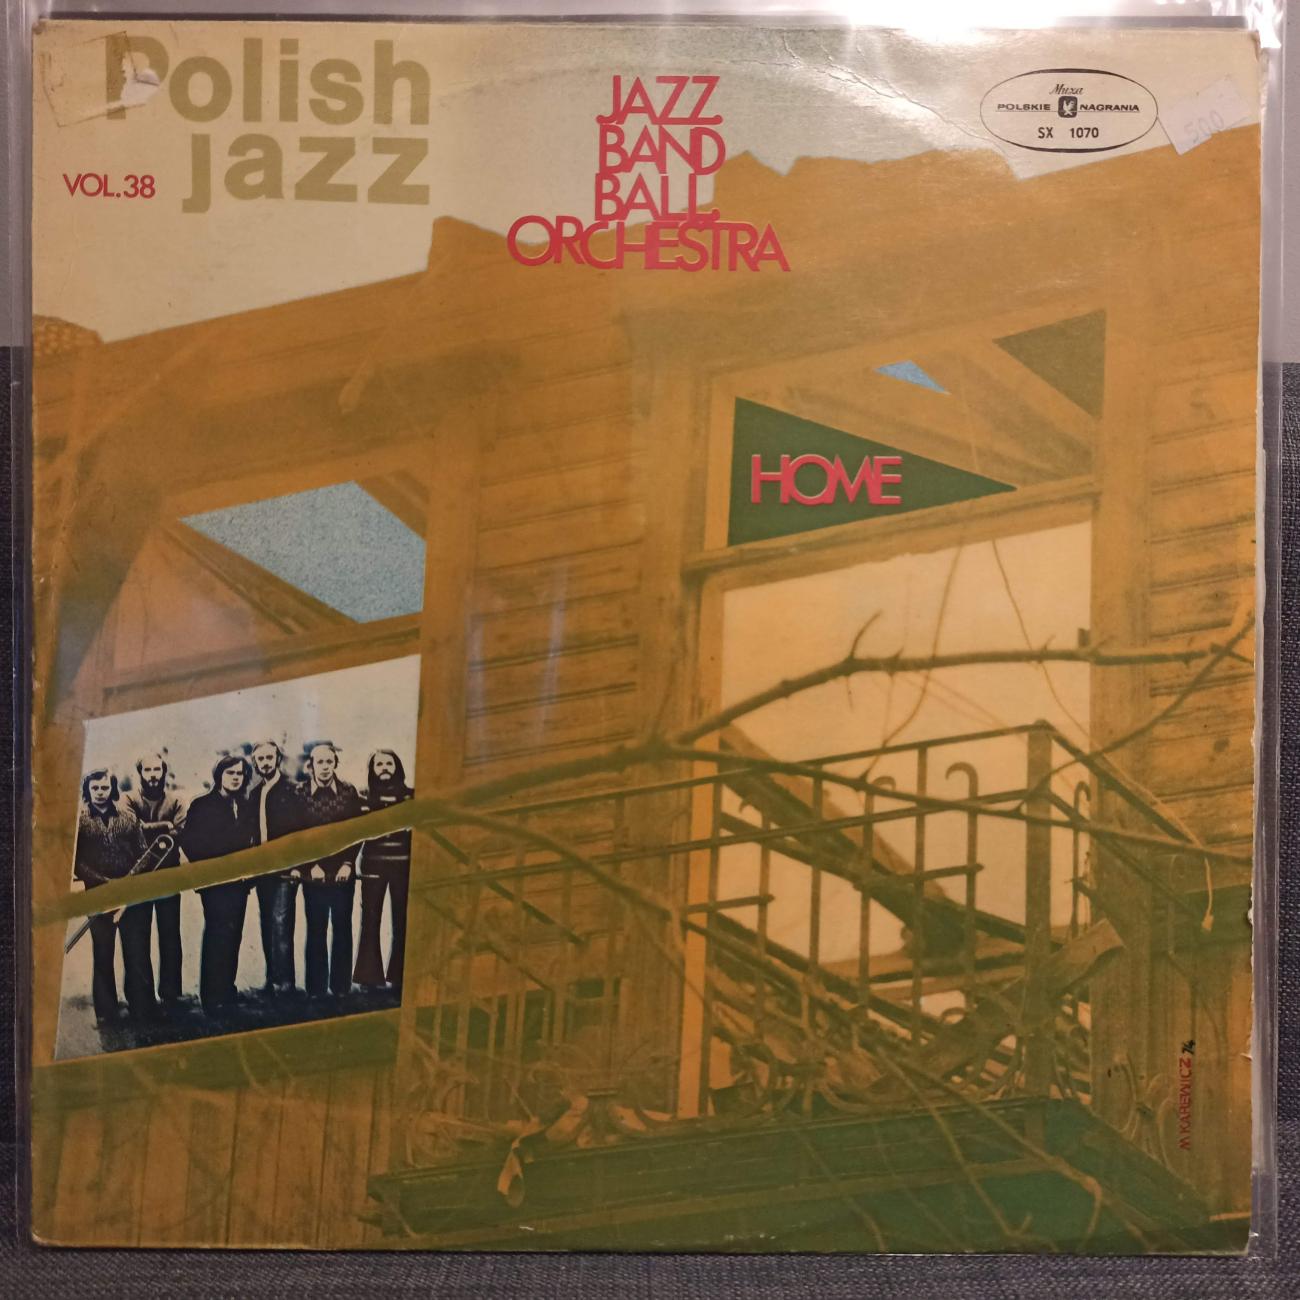 Polish
jazz
VOL.38
JAZZ
BAND
BALL
ORCHESTRA
Muza
POLSKIE NAGRANIA
SX 1070
500
HOME
M KAREWICZ 74